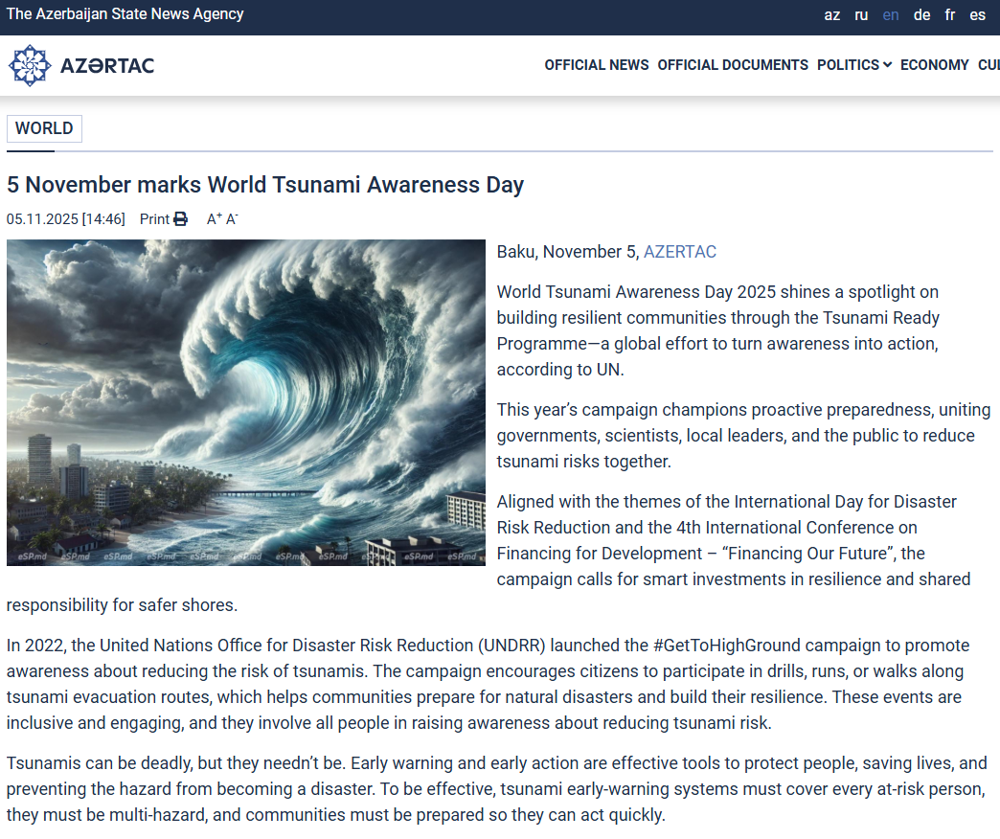 The Azerbaijan State News Agency
az ru en de fr es
AZƏRTAC
OFFICIAL NEWS OFFICIAL DOCUMENTS POLITICS ECONOMY CUL
WORLD
5 November marks World Tsunami Awareness Day
05.11.2025 [14:46] Print A+ A-
Baku, November 5, AZERTAC
World Tsunami Awareness Day 2025 shines a spotlight on
building resilient communities through the Tsunami Ready
Programme—a global effort to turn awareness into action,
according to UN.
This year’s campaign champions proactive preparedness, uniting
governments, scientists, local leaders, and the public to reduce
tsunami risks together.
Aligned with the themes of the International Day for Disaster
Risk Reduction and the 4th International Conference on
Financing for Development – “Financing Our Future”, the
campaign calls for smart investments in resilience and shared
responsibility for safer shores.
eSP.md eSP.md eSP.md eSP.md eSP.md eSP.md eSP.md eSP.md eSP.md eSP.md eSP.md
In 2022, the United Nations Office for Disaster Risk Reduction (UNDRR) launched the #GetToHighGround campaign to promote
awareness about reducing the risk of tsunamis. The campaign encourages citizens to participate in drills, runs, or walks along
tsunami evacuation routes, which helps communities prepare for natural disasters and build their resilience. These events are
inclusive and engaging, and they involve all people in raising awareness about reducing tsunami risk.
Tsunamis can be deadly, but they needn’t be. Early warning and early action are effective tools to protect people, saving lives, and
preventing the hazard from becoming a disaster. To be effective, tsunami early-warning systems must cover every at-risk person,
they must be multi-hazard, and communities must be prepared so they can act quickly.